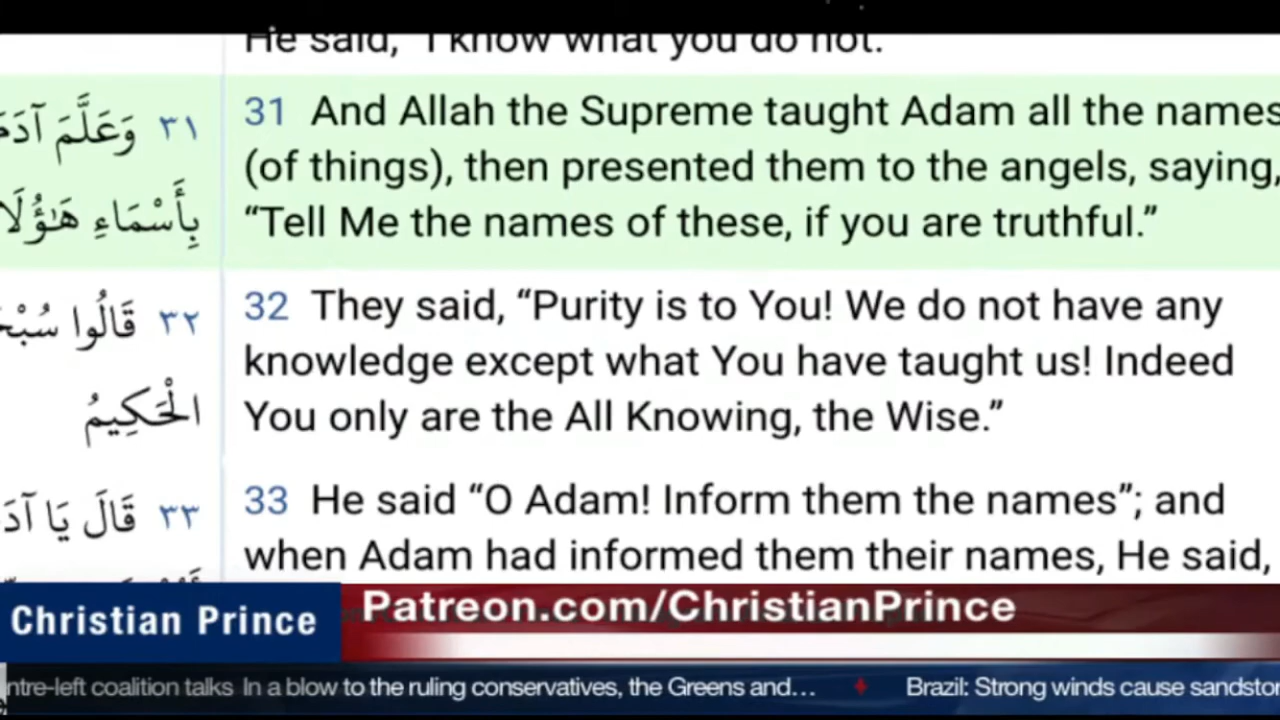 He said, "I know what you do not.
٣١ وَعَلَّمَ آدَمَ
31 And Allah the Supreme taught Adam all the names
(of things), then presented them to the angels, saying,
بِأَسْمَاءِ هَٰؤُلَا
"Tell Me the names of these, if you are truthful."
٣٢ قَالُوا سُبْحَ
32 They said, "Purity is to You! We do not have any
knowledge except what You have taught us! Indeed
الْحَكِيمُ
You only are the All Knowing, the Wise."
٣٣ قَالَ يَا آدَ
33 He said "O Adam! Inform them the names"; and
when Adam had informed them their names, He said,
Christian Prince
Patreon.com/ChristianPrince
ntre-left coalition talks In a blow to the ruling conservatives, the Greens and... Brazil: Strong winds cause sandstor